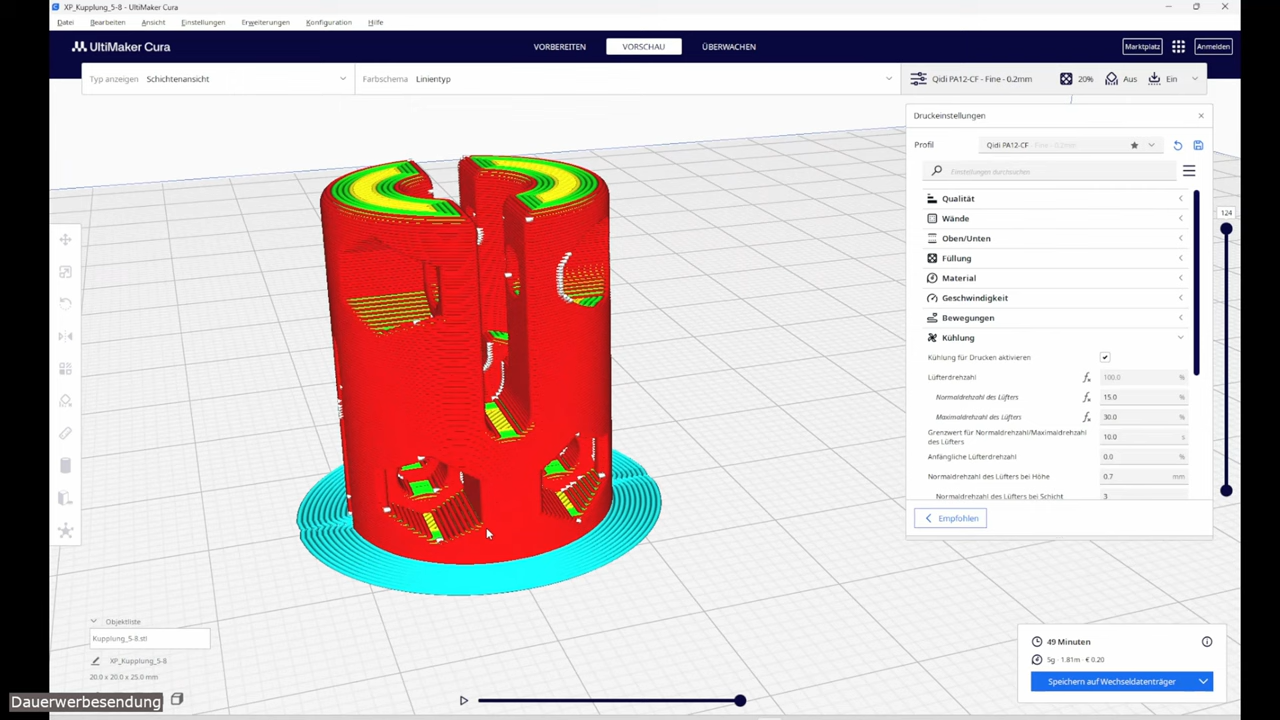 XP_Kupplung_5-8 - UltiMaker Cura
Datei Bearbeiten Ansicht Einstellungen Erweiterungen Konfiguration Hilfe
UltiMaker Cura
VORBEREITEN VORSCHAU ÜBERWACHEN
Marktplatz Anmelden
Typ anzeigen Schichtenansicht
Farbschema Linientyp
Qidi PA12-CF - Fine - 0.2mm 20% Aus Ein
Druckeinstellungen
Profil Qidi PA12-CF Fine - 0.2mm
Einstellungen durchsuchen
Qualität
Wände
Oben/Unten
Füllung
Material
Geschwindigkeit
Bewegungen
Kühlung
Kühlung für Drucken aktivieren
Lüfterdrehzahl 100.0 %
Normaldrehzahl des Lüfters 15.0 %
Maximaldrehzahl des Lüfters 30.0 %
Grenzwert für Normaldrehzahl/Maximaldrehzahl
des Lüfters 10.0 s
Anfängliche Lüfterdrehzahl 0.0 %
Normaldrehzahl des Lüfters bei Höhe 0.7 mm
Normaldrehzahl des Lüfters bei Schicht 3
Empfohlen
124
Objektliste
Kupplung_5-8.stl
XP_Kupplung_5-8
20.0 x 20.0 x 25.0 mm
Dauerwerbesendung
49 Minuten
5g · 1.81m · € 0.20
Speichern auf Wechseldatenträger